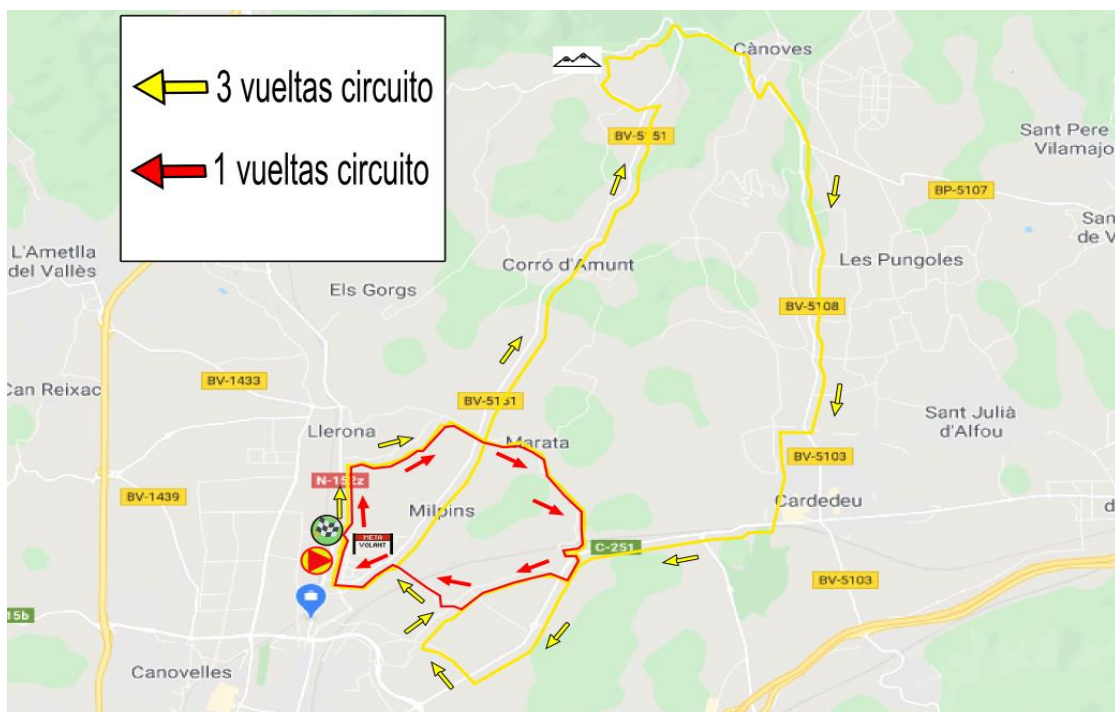 3 vueltas circuito
1 vueltas circuito
Cànoves
BV-5151
Sant Pere
Vilamajo
BP-5107
San
de V
L'Ametlla
del Vallès
Corró d'Amunt
Les Pungoles
Els Gorgs
BV-5108
Can Reixac
BV-1433
BV-5151
Sant Julià
d'Alfou
Llerona
Marata
BV-5103
N-152z
BV-1439
Milpins
Cardedeu
d
META
VOLANT
C-251
BV-5103
15b
Canovelles